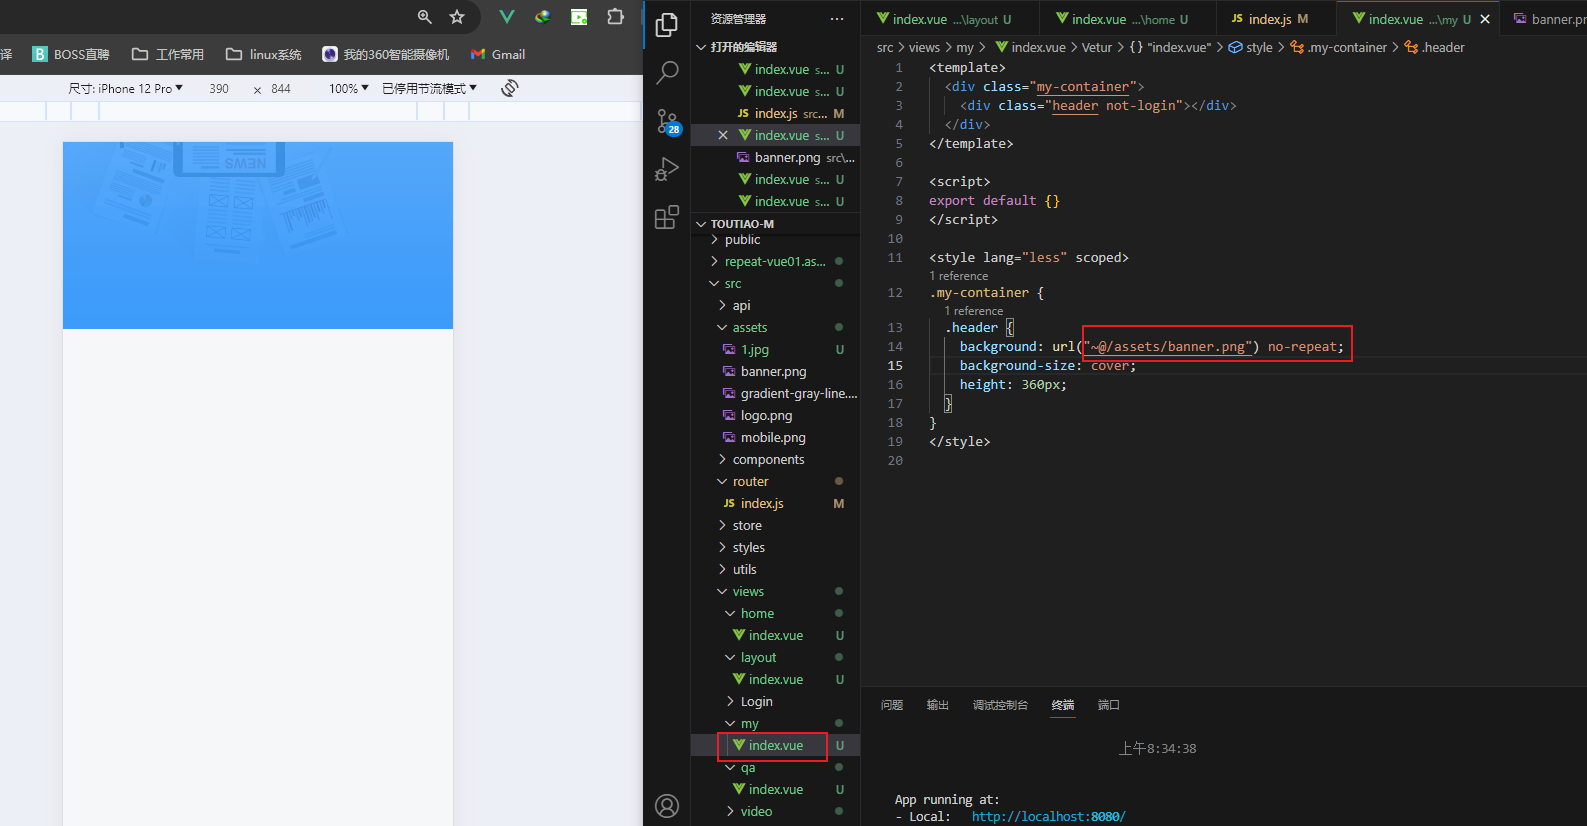 译
BOSS直聘
工作常用
linux系统
我的360智能摄像机
Gmail
尺寸: iPhone 12 Pro
390
×
844
100%
已停用节流模式
NEWS
28
资源管理器
···
打开的编辑器
index.vue s... U
index.vue s... U
index.js src... M
index.vue s... U
banner.png src\...
index.vue s... U
index.vue s... U
TOUTIAO-M
public
repeat-vue01.as...
src
api
assets
1.jpg U
banner.png
gradient-gray-line....
logo.png
mobile.png
components
router
JS index.js M
store
styles
utils
views
home
index.vue U
layout
index.vue U
Login
my
index.vue U
qa
index.vue U
video
index.vue ...\layout U
index.vue ...\home U
JS index.js M
index.vue ...\my U
banner.pn
src > views > my > index.vue > Vetur > {} "index.vue" > style > .my-container > .header
1 <template>
2 <div class="my-container">
3 <div class="header not-login"></div>
4 </div>
5 </template>
6
7 <script>
8 export default {}
9 </script>
10
11 <style lang="less" scoped>
1 reference
12 .my-container {
1 reference
13 .header {
14 background: url("~@/assets/banner.png") no-repeat;
15 background-size: cover;
16 height: 360px;
17 }
18 }
19 </style>
20
问题
输出
调试控制台
终端
端口
上午8:34:38
App running at:
- Local: http://localhost:8080/